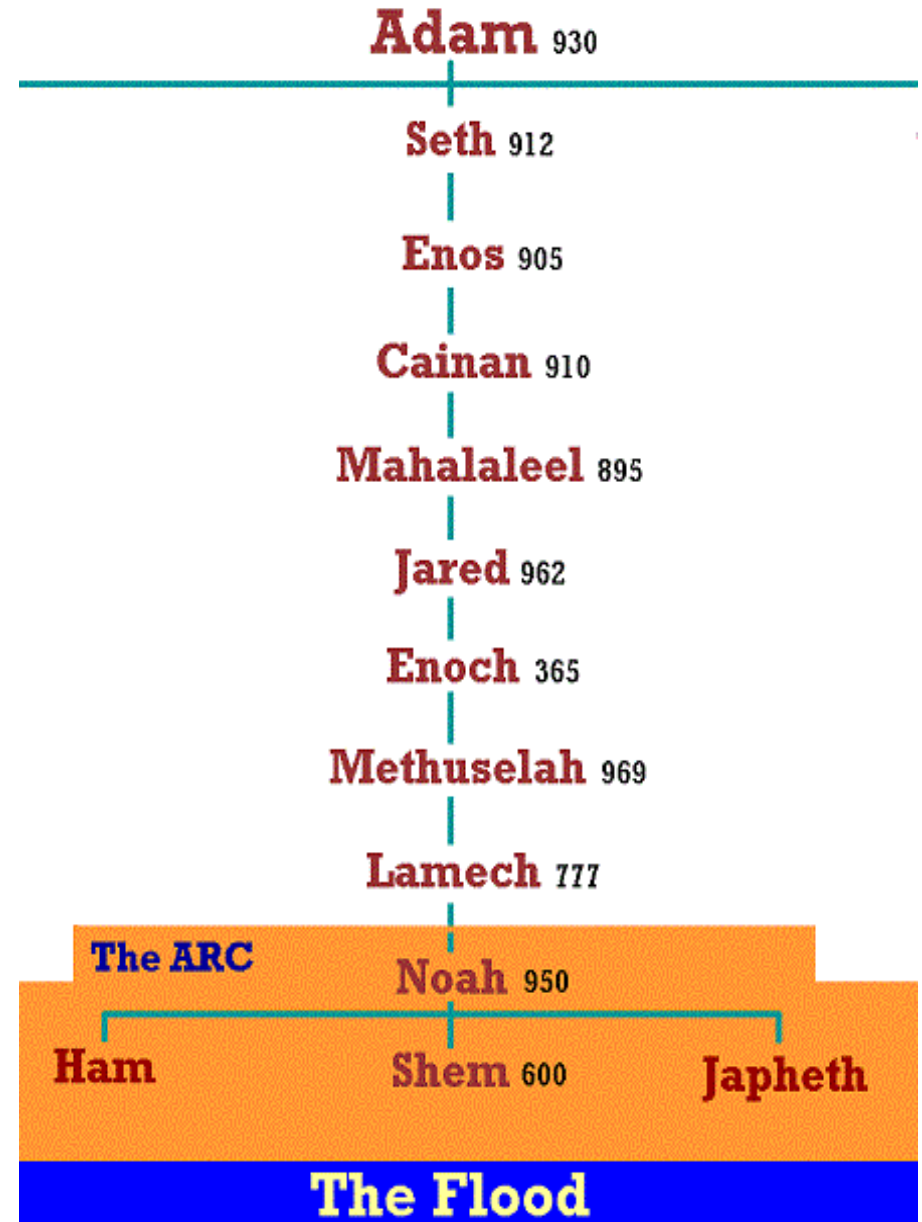 Adam 930
Seth 912
Enos 905
Cainan 910
Mahalaleel 895
Jared 962
Enoch 365
Methuselah 969
Lamech 777
The ARC
Noah 950
Ham Shem 600 Japheth
The Flood